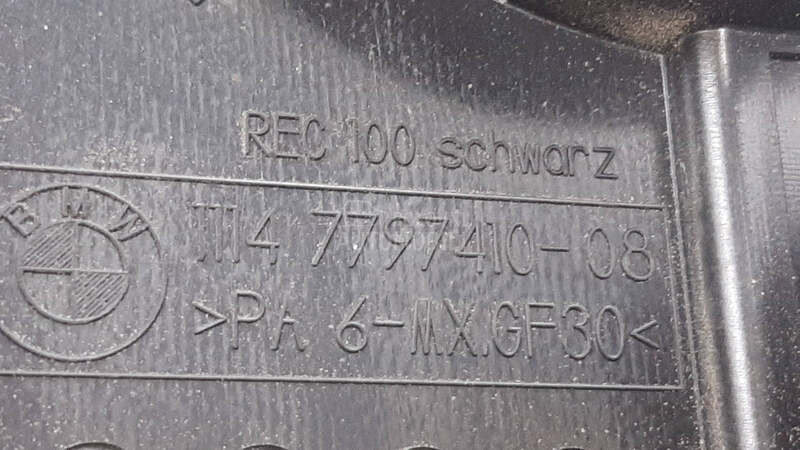 REC 100 schwarz
BMW
1114 7797410-08
>PA 6-MX.GF30<